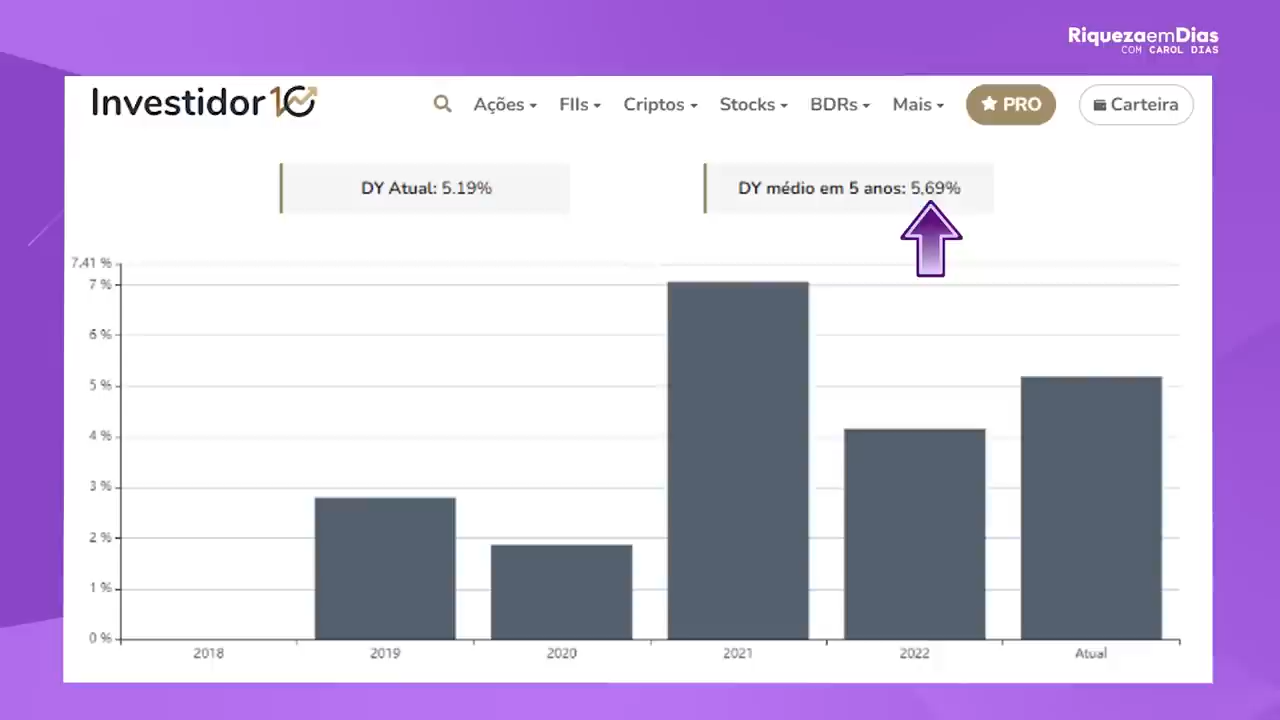 RiquezaemDias
COM CAROL DIAS
Investidor10
Ações
FIIs
Criptos
Stocks
BDRs
Mais
PRO
Carteira
DY Atual: 5.19%
DY médio em 5 anos: 5,69%
7,41 %
7 %
6 %
5 %
4 %
3 %
2 %
1 %
0 %
2018
2019
2020
2021
2022
Atual